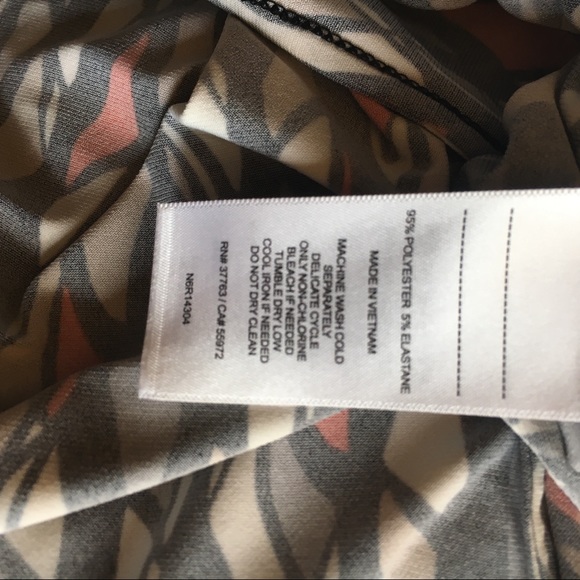 95% POLYESTER 5% ELASTANE
MADE IN VIETNAM
MACHINE WASH COLD
SEPARATELY
DELICATE CYCLE
ONLY NON-CHLORINE
BLEACH IF NEEDED
TUMBLE DRY LOW
COOL IRON IF NEEDED
DO NOT DRY CLEAN
RN# 37763 / CA# 55972
N6R14304